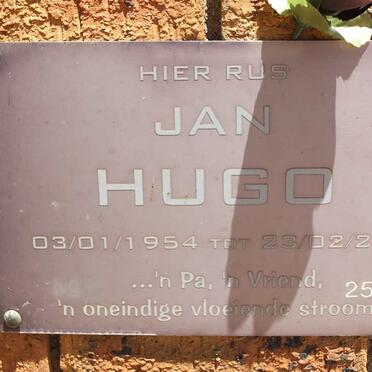 HIER RUS
JAN
HUGO
03/01/1954 TOT 23/02/2
...'n Pa, 'n Vriend,
25
'n oneindige vloeiende stroom